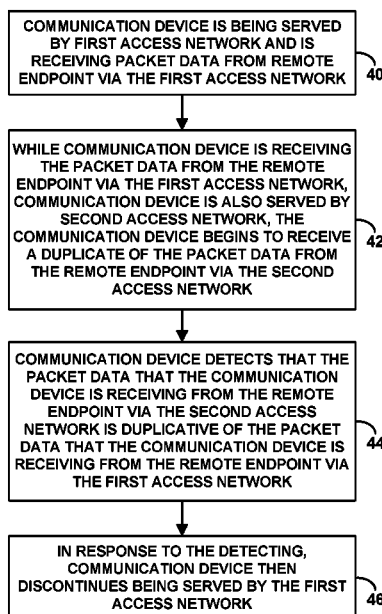 COMMUNICATION DEVICE IS BEING SERVED
BY FIRST ACCESS NETWORK AND IS
RECEIVING PACKET DATA FROM REMOTE
ENDPOINT VIA THE FIRST ACCESS NETWORK
40
WHILE COMMUNICATION DEVICE IS RECEIVING
THE PACKET DATA FROM THE REMOTE
ENDPOINT VIA THE FIRST ACCESS NETWORK,
COMMUNICATION DEVICE IS ALSO SERVED BY
SECOND ACCESS NETWORK, THE
COMMUNICATION DEVICE BEGINS TO RECEIVE
A DUPLICATE OF THE PACKET DATA FROM
THE REMOTE ENDPOINT VIA THE SECOND
ACCESS NETWORK
42
COMMUNICATION DEVICE DETECTS THAT THE
PACKET DATA THAT THE COMMUNICATION
DEVICE IS RECEIVING FROM THE REMOTE
ENDPOINT VIA THE SECOND ACCESS
NETWORK IS DUPLICATIVE OF THE PACKET
DATA THAT THE COMMUNICATION DEVICE IS
RECEIVING FROM THE REMOTE ENDPOINT VIA
THE FIRST ACCESS NETWORK
44
IN RESPONSE TO THE DETECTING,
COMMUNICATION DEVICE THEN
DISCONTINUES BEING SERVED BY THE FIRST
ACCESS NETWORK
46